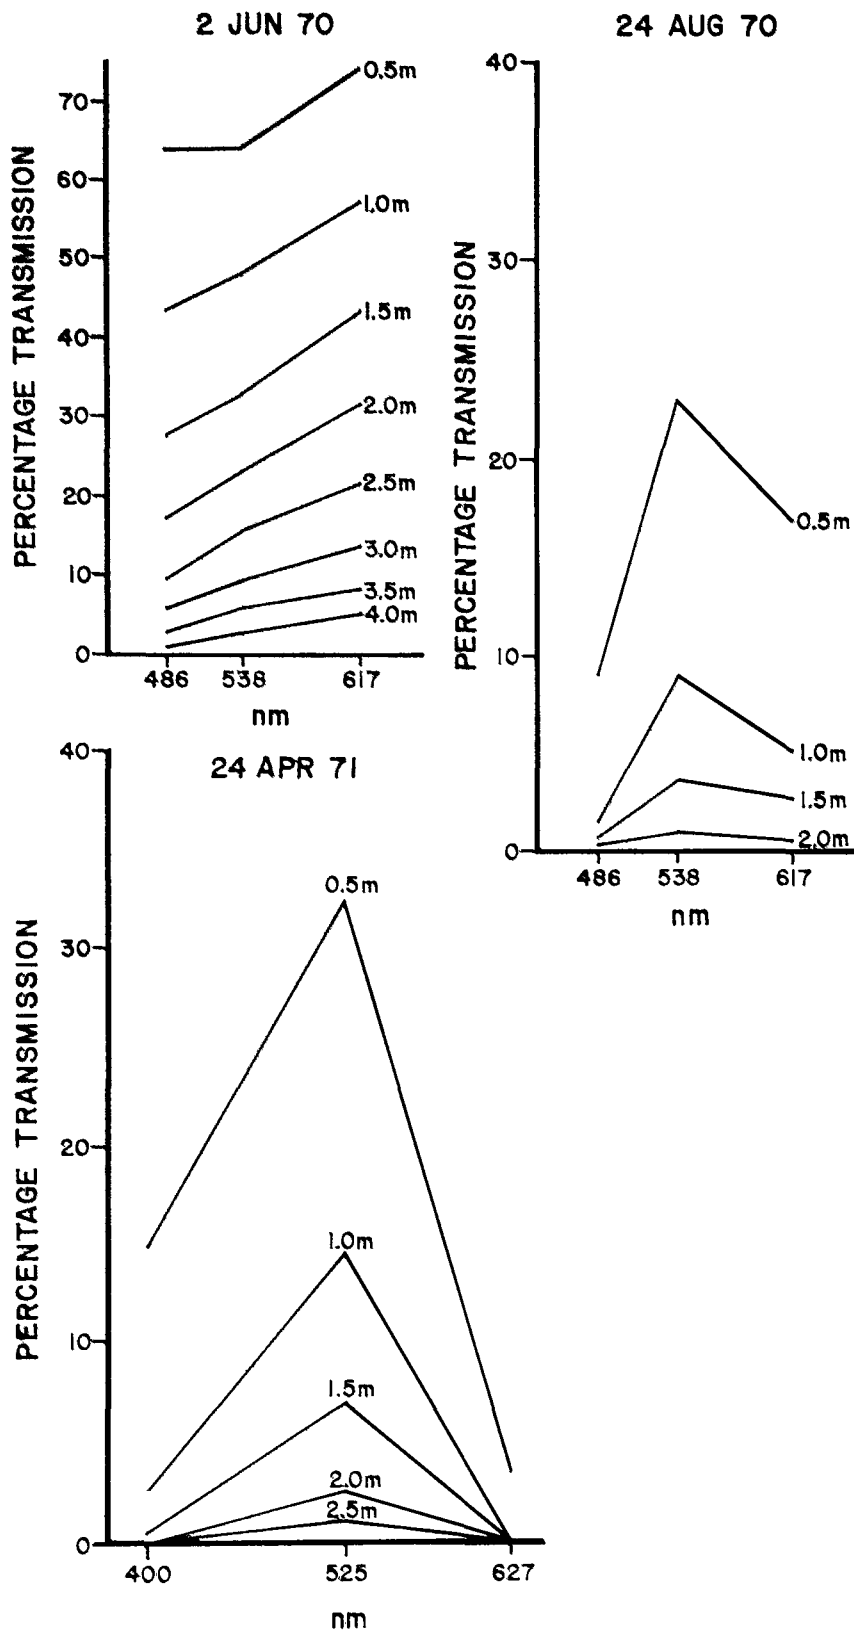 2 JUN 70
PERCENTAGE TRANSMISSION
70
60
50
40
30
20
10
0
0.5m
1.0m
1.5m
2.0m
2.5m
3.0m
3.5m
4.0m
486 538 617
nm
24 AUG 70
PERCENTAGE TRANSMISSION
40
30
20
10
0
0.5m
1.0m
1.5m
2.0m
486 538 617
nm
24 APR 71
PERCENTAGE TRANSMISSION
40
30
20
10
0
0.5m
1.0m
1.5m
2.0m
2.5m
400 525 627
nm